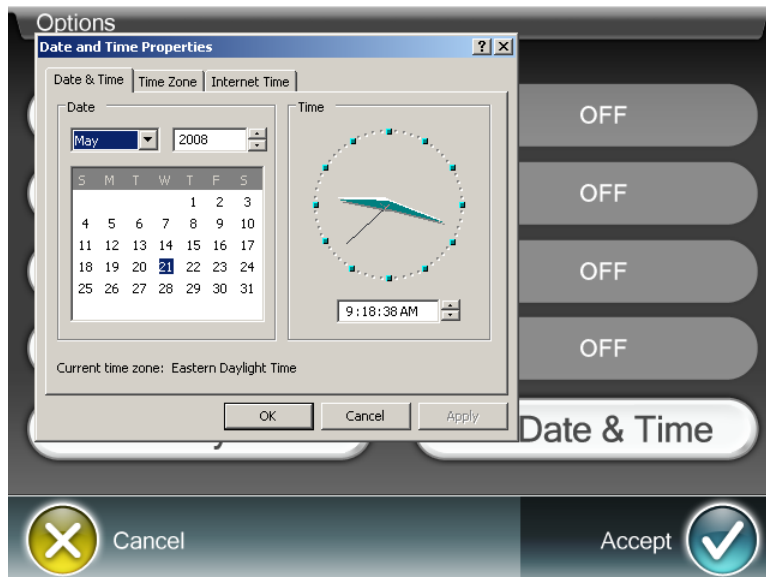 Options
Date and Time Properties
Date & Time Time Zone Internet Time
Date
May 2008
S M T W T F S
1 2 3
4 5 6 7 8 9 10
11 12 13 14 15 16 17
18 19 20 21 22 23 24
25 26 27 28 29 30 31
Time
9:18:38 AM
Current time zone: Eastern Daylight Time
OK Cancel Apply
OFF
OFF
OFF
OFF
Date & Time
Cancel
Accept